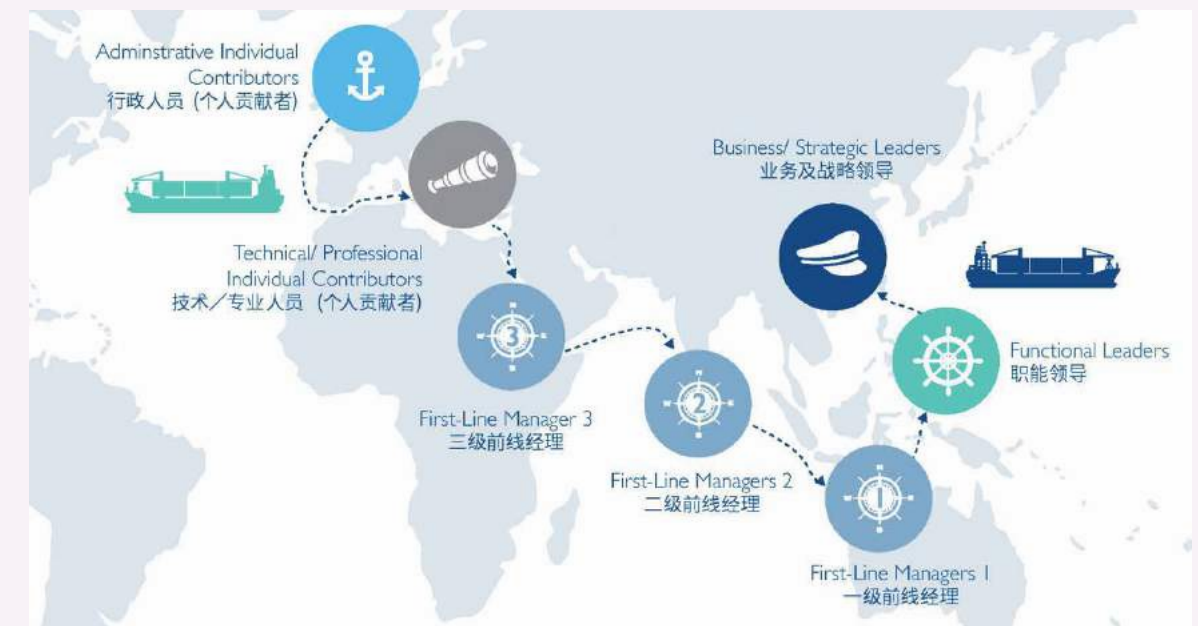 Adminstrative Individual
Contributors
行政人员 (个人贡献者)
Technical/ Professional
Individual Contributors
技术／专业人员 (个人贡献者)
3
First-Line Manager 3
三级前线经理
2
First-Line Managers 2
二级前线经理
1
First-Line Managers 1
一级前线经理
Functional Leaders
职能领导
Business/ Strategic Leaders
业务及战略领导